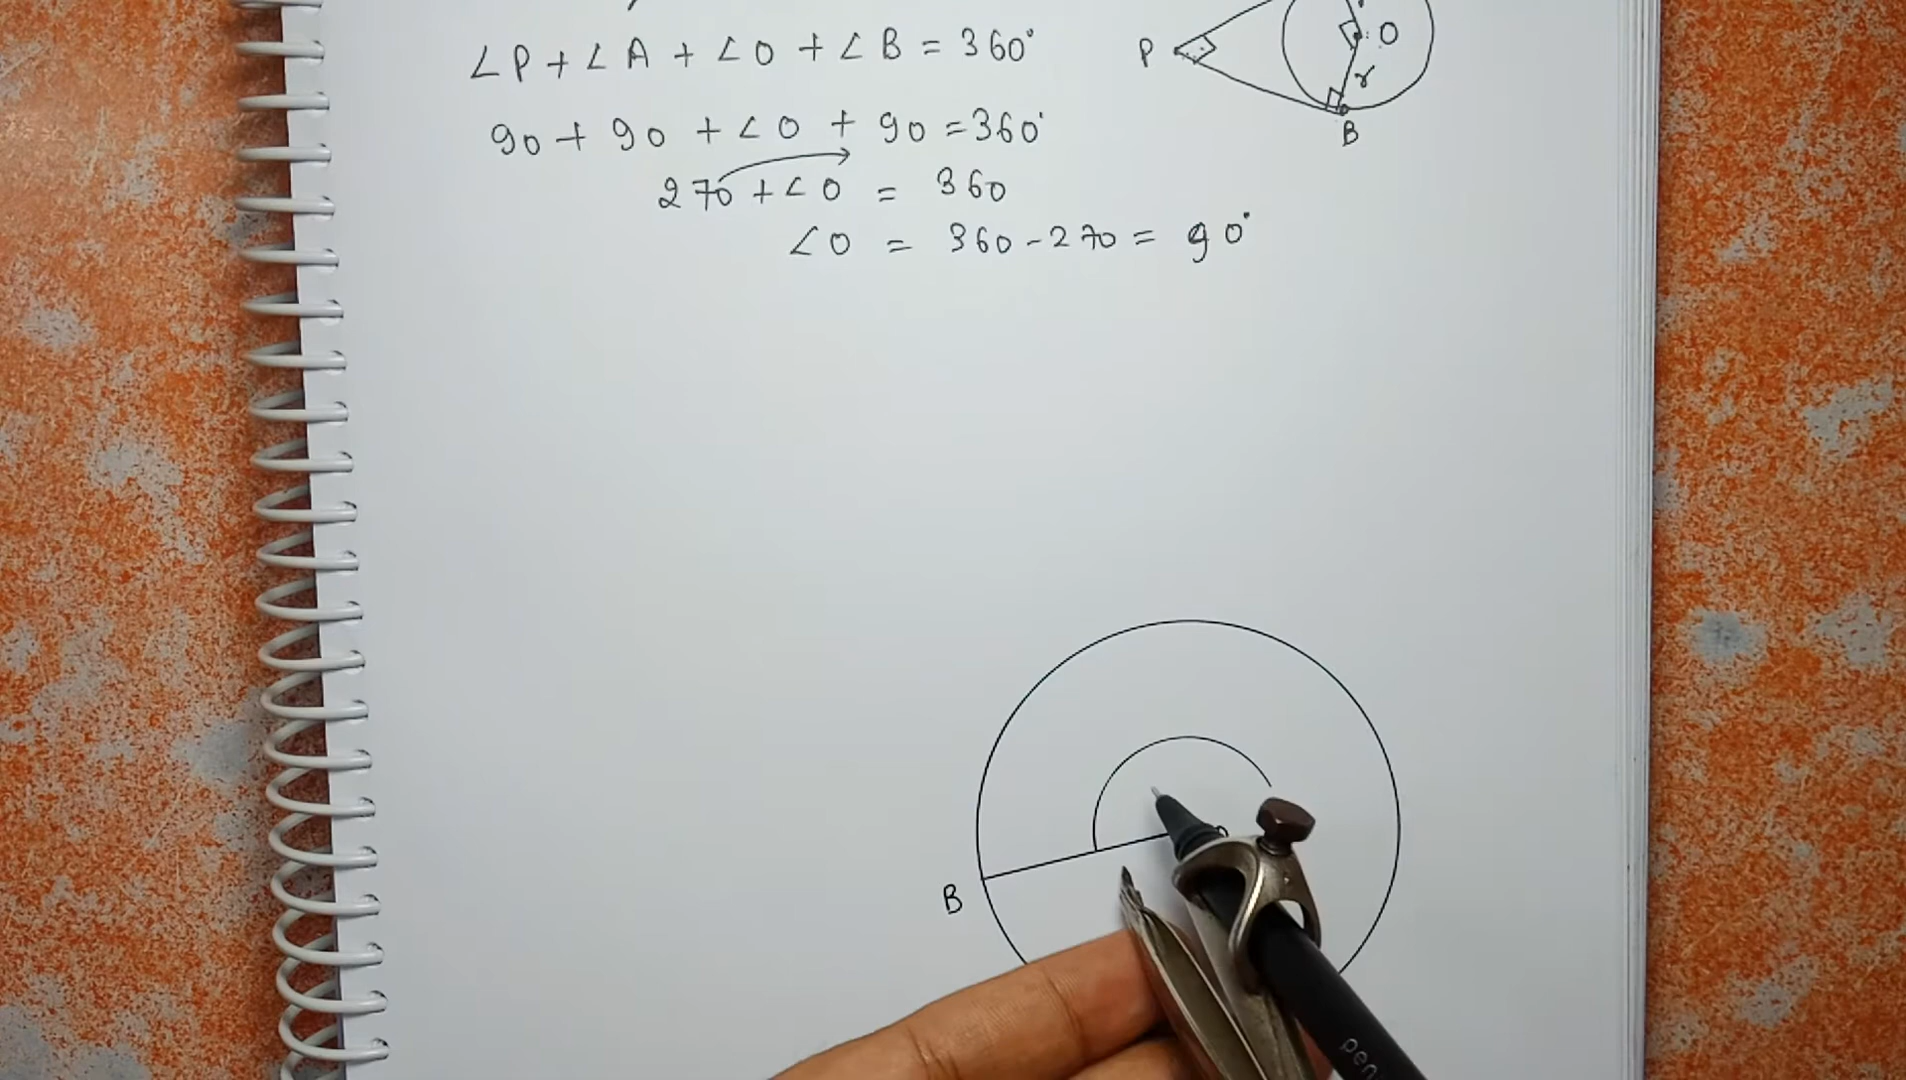 ∠P + ∠A + ∠O + ∠B = 360°
90 + 90 + ∠O + 90 = 360°
270 + ∠O = 360
∠O = 360 - 270 = 90°
P
O
r
B
B
pen